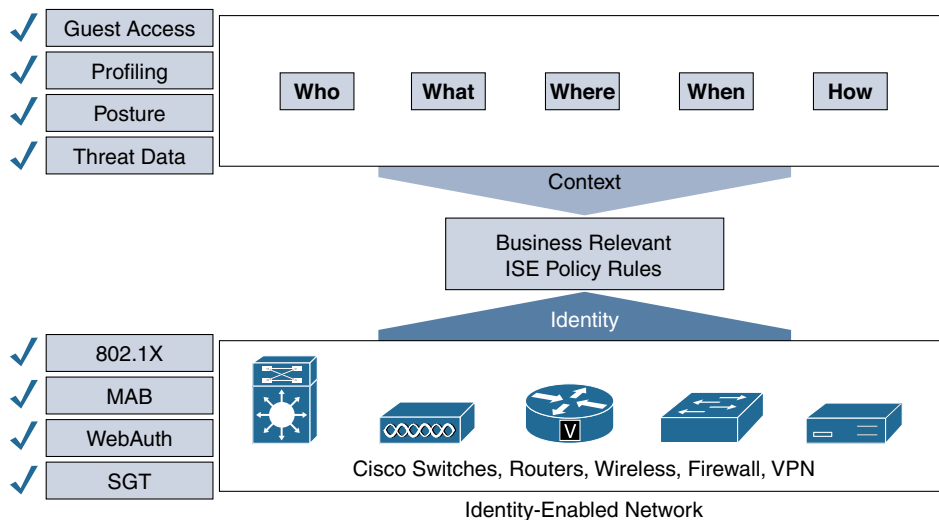 Guest Access
Profiling
Posture
Threat Data
Who
What
Where
When
How
Context
Business Relevant
ISE Policy Rules
Identity
802.1X
MAB
WebAuth
SGT
V
Cisco Switches, Routers, Wireless, Firewall, VPN
Identity-Enabled Network